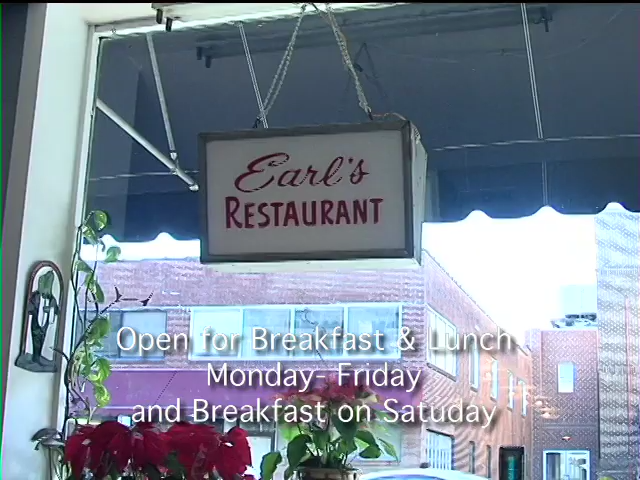 Earl's
RESTAURANT
Open for Breakfast & Lunch
Monday- Friday
and Breakfast on Satuday